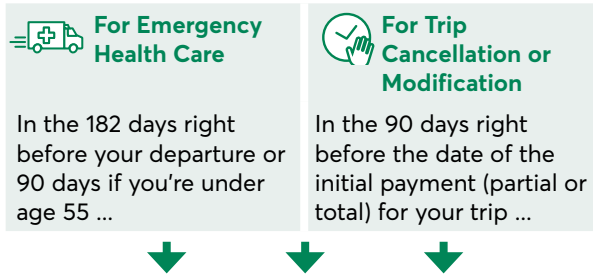 For Emergency
Health Care
In the 182 days right
before your departure or
90 days if you're under
age 55 ...
For Trip
Cancellation or
Modification
In the 90 days right
before the date of the
initial payment (partial or
total) for your trip ...